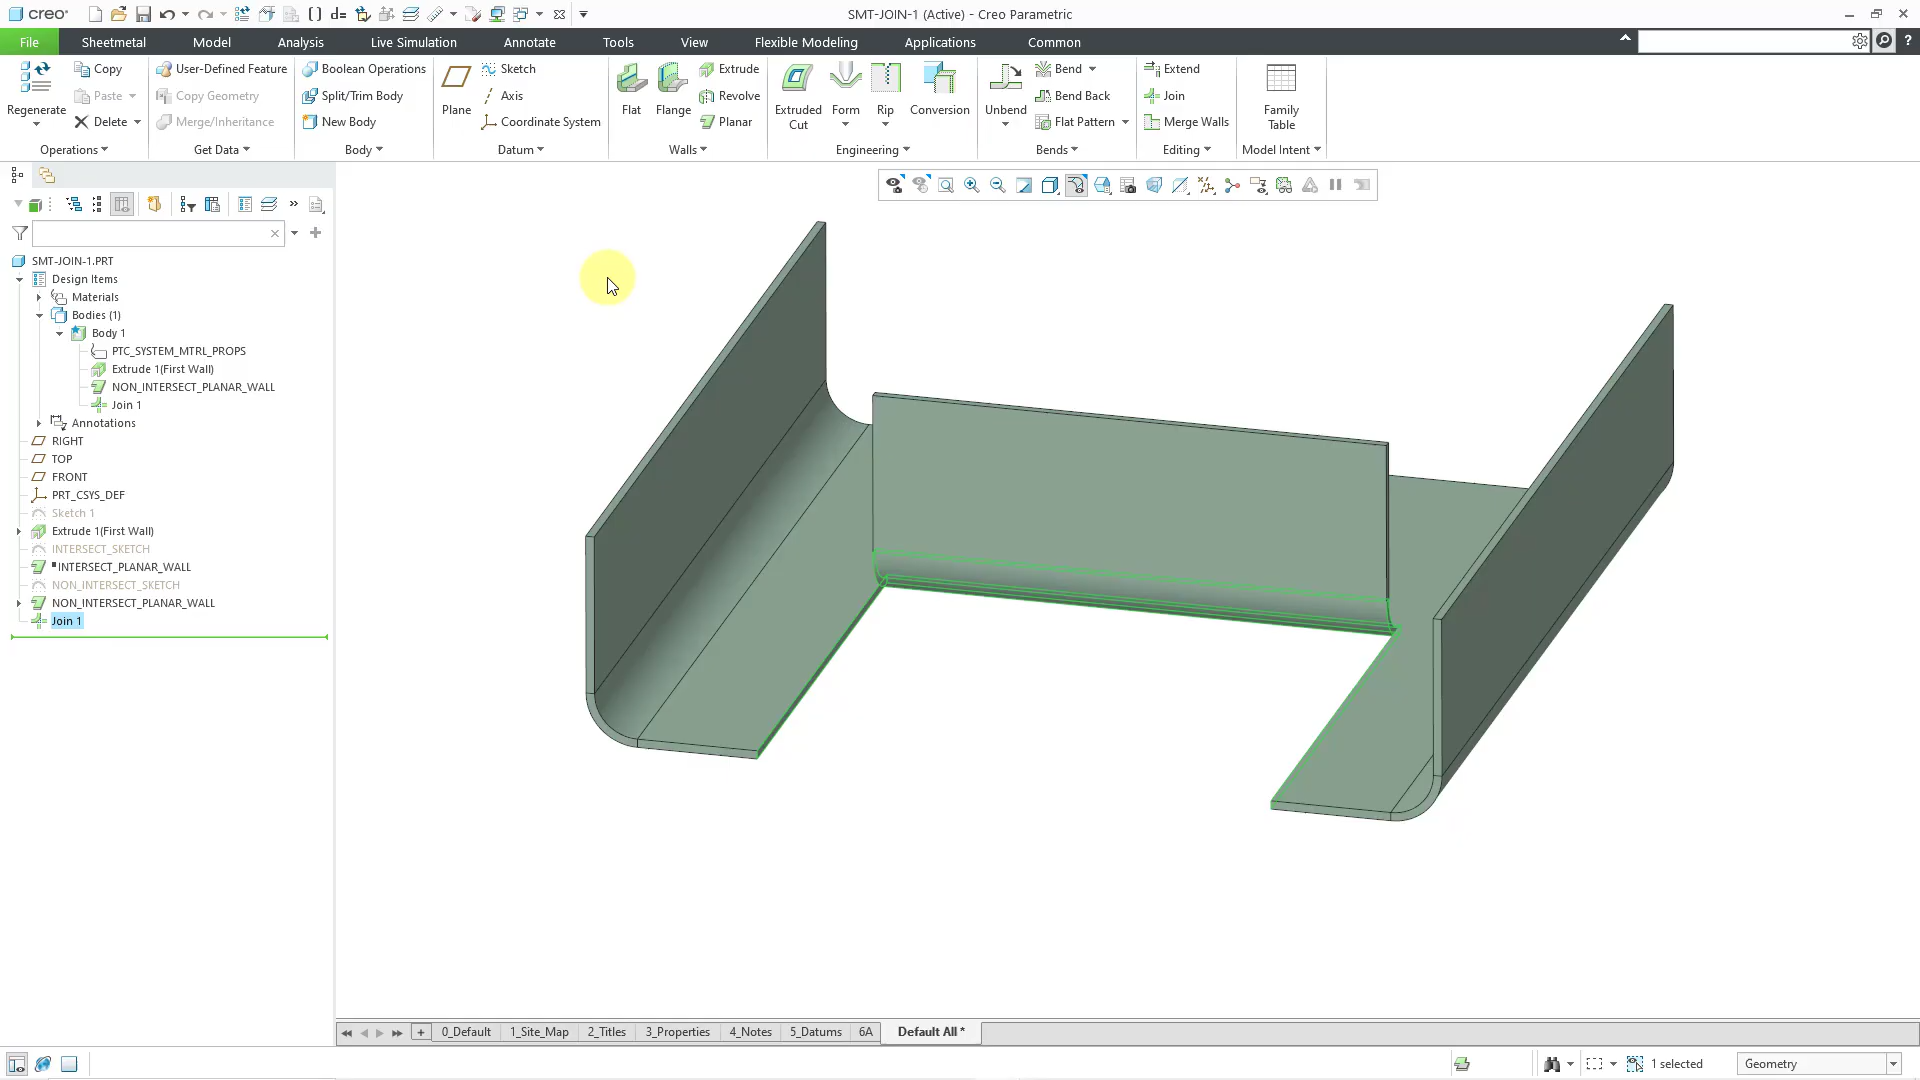 creo
SMT-JOIN-1 (Active) - Creo Parametric
File Sheetmetal Model Analysis Live Simulation Annotate Tools View Flexible Modeling Applications Common
Regenerate
Copy
Paste
Delete
Operations
User-Defined Feature
Copy Geometry
Merge/Inheritance
Get Data
Boolean Operations
Split/Trim Body
New Body
Body
Plane
Sketch
Axis
Coordinate System
Datum
Flat
Flange
Extrude
Revolve
Planar
Walls
Extruded
Cut
Form
Rip
Conversion
Engineering
Unbend
Bend
Bend Back
Flat Pattern
Bends
Extend
Join
Merge Walls
Editing
Family
Table
Model Intent
SMT-JOIN-1.PRT
Design Items
Materials
Bodies (1)
Body 1
PTC_SYSTEM_MTRL_PROPS
Extrude 1(First Wall)
NON_INTERSECT_PLANAR_WALL
Join 1
Annotations
RIGHT
TOP
FRONT
PRT_CSYS_DEF
Sketch 1
Extrude 1(First Wall)
INTERSECT_SKETCH
INTERSECT_PLANAR_WALL
NON_INTERSECT_SKETCH
NON_INTERSECT_PLANAR_WALL
Join 1
0_Default 1_Site_Map 2_Titles 3_Properties 4_Notes 5_Datums 6A Default All *
1 selected
Geometry